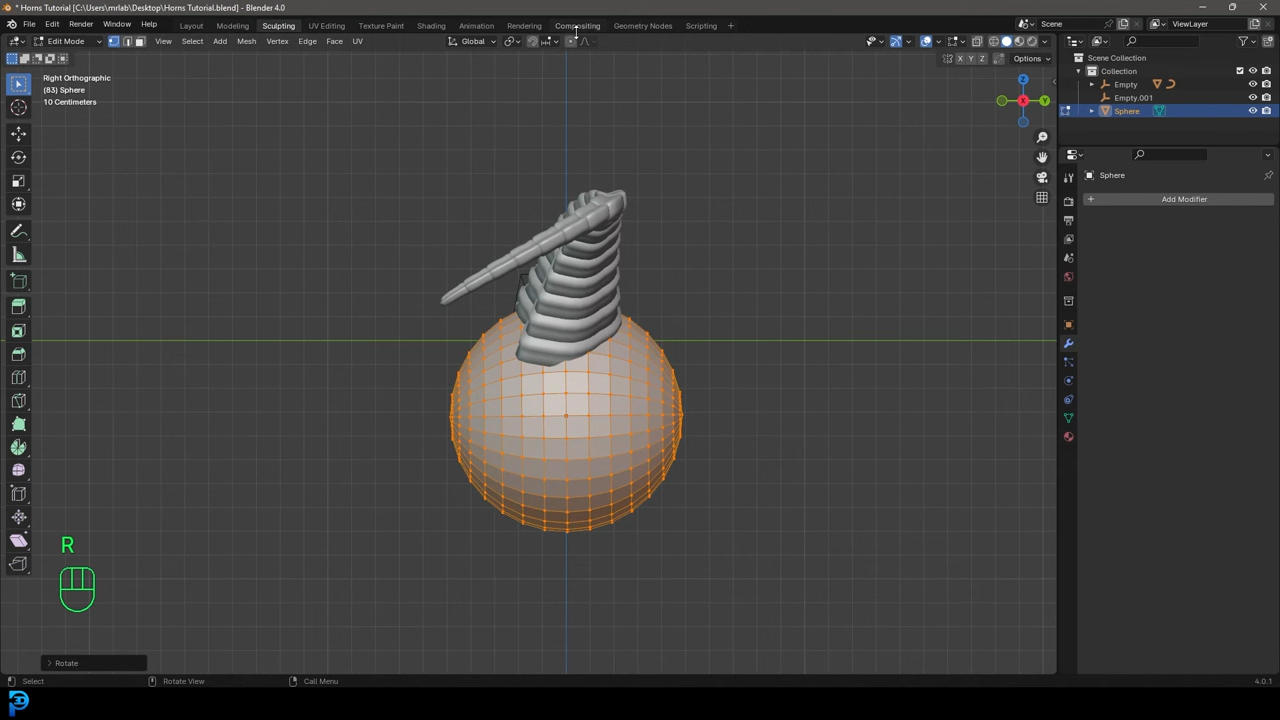 * Horns Tutorial [C:\Users\mrlab\Desktop\Horns Tutorial.blend] - Blender 4.0
File Edit Render Window Help Layout Modeling Sculpting UV Editing Texture Paint Shading Animation Rendering Compositing Geometry Nodes Scripting + Scene ViewLayer
Edit Mode View Select Add Mesh Vertex Edge Face UV Global
X Y Z Options
Right Orthographic
(83) Sphere
10 Centimeters
Z
X
Y
Scene Collection
Collection
Empty
Empty.001
Sphere
Sphere
+ Add Modifier
R
> Rotate
Select Rotate View Call Menu 4.0.1